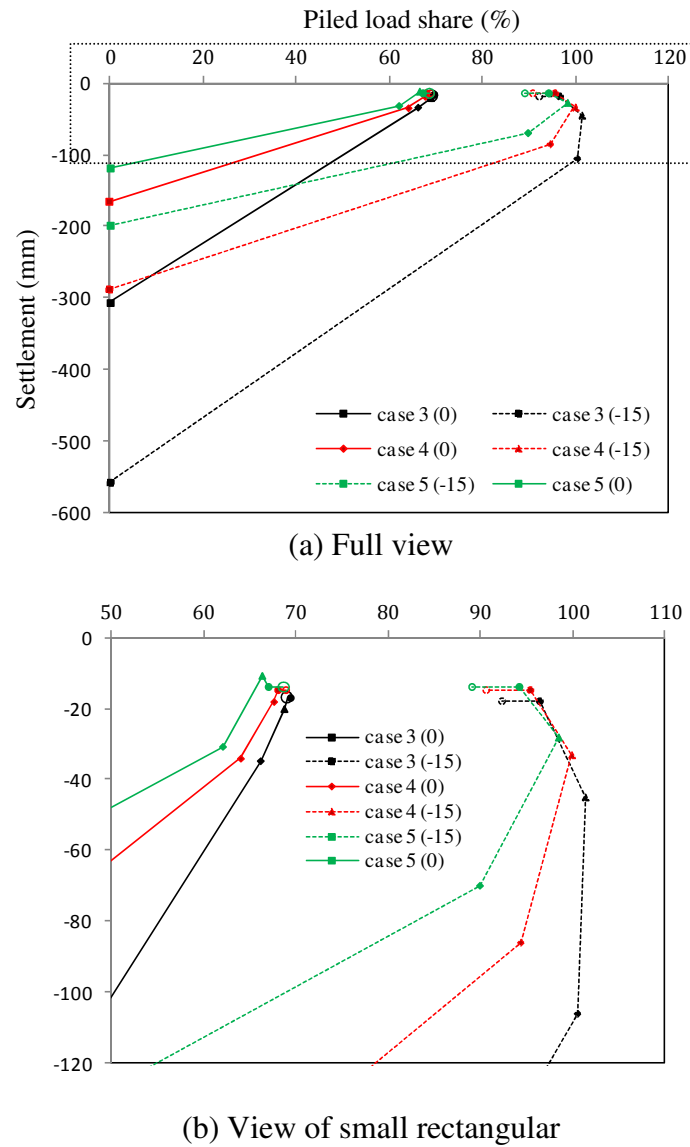 Piled load share (%)
0 20 40 60 80 100 120
0
-100
-200
-300
-400
-500
-600
Settlement (mm)
case 3 (0) case 3 (-15)
case 4 (0) case 4 (-15)
case 5 (-15) case 5 (0)
(a) Full view
50 60 70 80 90 100 110
0
-20
-40
-60
-80
-100
-120
case 3 (0)
case 3 (-15)
case 4 (0)
case 4 (-15)
case 5 (-15)
case 5 (0)
(b) View of small rectangular